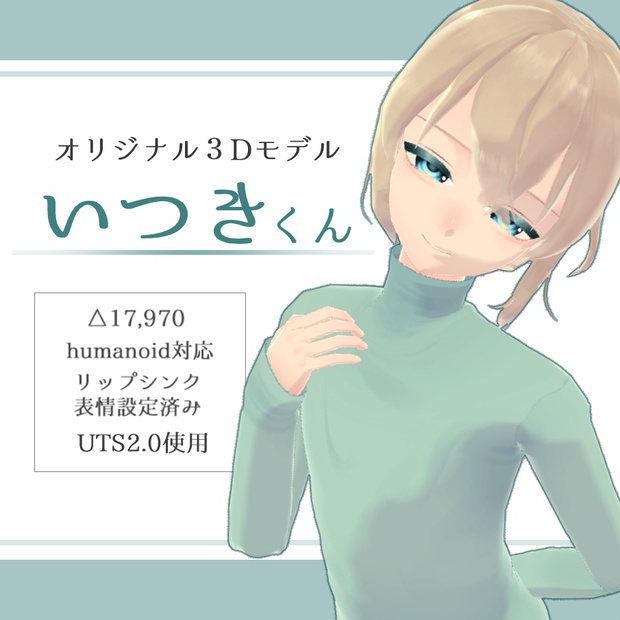 オリジナル３Dモデル
いつきくん
△17,970
humanoid対応
リップシンク
表情設定済み
UTS2.0使用